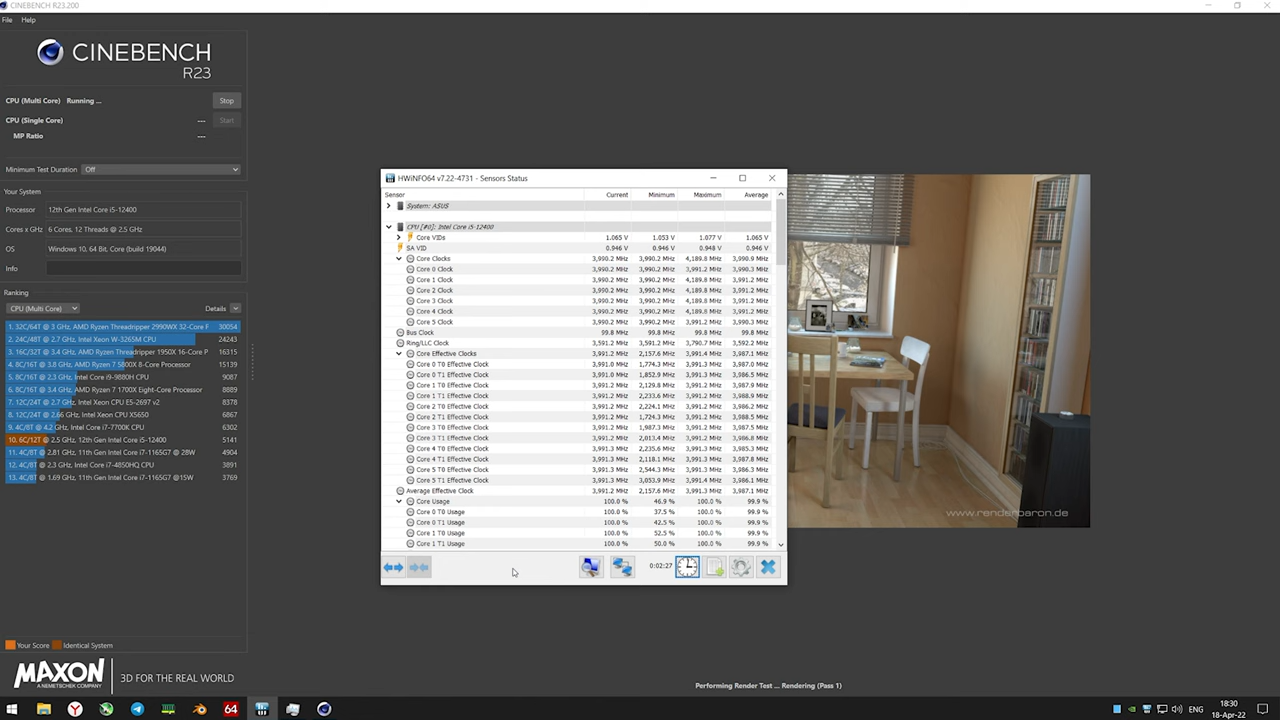 CINEBENCH R23.200
File Help
CINEBENCH
R23
CPU (Multi Core) Running ... Stop
CPU (Single Core) --- Start
MP Ratio ---
Minimum Test Duration Off
Your System
Processor 12th Gen Intel Core i5-12400
Cores x GHz 6 Cores, 12 Threads @ 2.5 GHz
OS Windows 10, 64 Bit, Core (build 19044)
Info
Ranking
CPU (Multi Core) Details
1. 32C/64T @ 3 GHz, AMD Ryzen Threadripper 2990WX 32-Core P 30054
2. 24C/48T @ 2.7 GHz, Intel Xeon W-3265M CPU 24243
3. 16C/32T @ 3.4 GHz, AMD Ryzen Threadripper 1950X 16-Core P 16315
4. 8C/16T @ 3.8 GHz, AMD Ryzen 7 5800X 8-Core Processor 15139
5. 8C/16T @ 2.3 GHz, Intel Core i9-9880H CPU 9087
6. 8C/16T @ 3.4 GHz, AMD Ryzen 7 1700X Eight-Core Processor 8889
7. 12C/24T @ 2.7 GHz, Intel Xeon CPU E5-2697 v2 8378
8. 12C/24T @ 2.66 GHz, Intel Xeon CPU X5650 6867
9. 4C/8T @ 4.2 GHz, Intel Core i7-7700K CPU 6302
10. 6C/12T @ 2.5 GHz, 12th Gen Intel Core i5-12400 5141
11. 4C/8T @ 2.81 GHz, 11th Gen Intel Core i7-1165G7 @ 28W 4904
12. 4C/8T @ 2.3 GHz, Intel Core i7-4850HQ CPU 3891
13. 4C/8T @ 1.69 GHz, 11th Gen Intel Core i7-1165G7 @15W 3769
Your Score Identical System
MAXON
A NEMETSCHEK COMPANY
3D FOR THE REAL WORLD
HWiNFO64 v7.22-4731 - Sensors Status
Sensor Current Minimum Maximum Average
System: ASUS
CPU [#0]: Intel Core i5-12400
Core VIDs 1.065 V 1.053 V 1.077 V 1.065 V
SA VID 0.946 V 0.946 V 0.948 V 0.946 V
Core Clocks 3,990.2 MHz 3,990.2 MHz 4,189.8 MHz 3,990.9 MHz
Core 0 Clock 3,990.2 MHz 3,990.2 MHz 3,991.2 MHz 3,990.3 MHz
Core 1 Clock 3,990.2 MHz 3,990.2 MHz 4,189.8 MHz 3,991.2 MHz
Core 2 Clock 3,990.2 MHz 3,990.2 MHz 4,189.8 MHz 3,991.2 MHz
Core 3 Clock 3,990.2 MHz 3,990.2 MHz 4,189.8 MHz 3,991.2 MHz
Core 4 Clock 3,990.2 MHz 3,990.2 MHz 4,189.8 MHz 3,991.2 MHz
Core 5 Clock 3,990.2 MHz 3,990.2 MHz 3,991.2 MHz 3,990.3 MHz
Bus Clock 99.8 MHz 99.8 MHz 99.8 MHz 99.8 MHz
Ring/LLC Clock 3,591.2 MHz 3,591.2 MHz 3,790.7 MHz 3,592.2 MHz
Core Effective Clocks 3,991.2 MHz 2,157.6 MHz 3,991.4 MHz 3,987.1 MHz
Core 0 T0 Effective Clock 3,991.0 MHz 1,774.3 MHz 3,991.2 MHz 3,987.0 MHz
Core 0 T1 Effective Clock 3,991.0 MHz 1,852.9 MHz 3,991.2 MHz 3,986.5 MHz
Core 1 T0 Effective Clock 3,991.2 MHz 2,129.8 MHz 3,991.2 MHz 3,987.9 MHz
Core 1 T1 Effective Clock 3,991.2 MHz 2,233.6 MHz 3,991.2 MHz 3,988.9 MHz
Core 2 T0 Effective Clock 3,991.2 MHz 2,224.1 MHz 3,991.2 MHz 3,986.2 MHz
Core 2 T1 Effective Clock 3,991.2 MHz 1,724.3 MHz 3,991.2 MHz 3,988.5 MHz
Core 3 T0 Effective Clock 3,991.2 MHz 1,987.3 MHz 3,991.2 MHz 3,987.5 MHz
Core 3 T1 Effective Clock 3,991.2 MHz 2,013.4 MHz 3,991.2 MHz 3,986.8 MHz
Core 4 T0 Effective Clock 3,991.3 MHz 2,235.6 MHz 3,991.4 MHz 3,985.3 MHz
Core 4 T1 Effective Clock 3,991.3 MHz 2,118.1 MHz 3,991.3 MHz 3,987.8 MHz
Core 5 T0 Effective Clock 3,991.3 MHz 2,544.3 MHz 3,991.3 MHz 3,986.3 MHz
Core 5 T1 Effective Clock 3,991.3 MHz 3,053.9 MHz 3,991.4 MHz 3,986.1 MHz
Average Effective Clock 3,991.2 MHz 2,157.6 MHz 3,991.2 MHz 3,987.1 MHz
Core Usage 100.0 % 46.9 % 100.0 % 99.9 %
Core 0 T0 Usage 100.0 % 37.5 % 100.0 % 99.9 %
Core 0 T1 Usage 100.0 % 42.5 % 100.0 % 99.9 %
Core 1 T0 Usage 100.0 % 52.5 % 100.0 % 99.9 %
Core 1 T1 Usage 100.0 % 50.0 % 100.0 % 99.9 %
0:02:27
www.renderbaron.de
Performing Render Test ... Rendering (Pass 1)
64
ENG
18:30
18-Apr-22